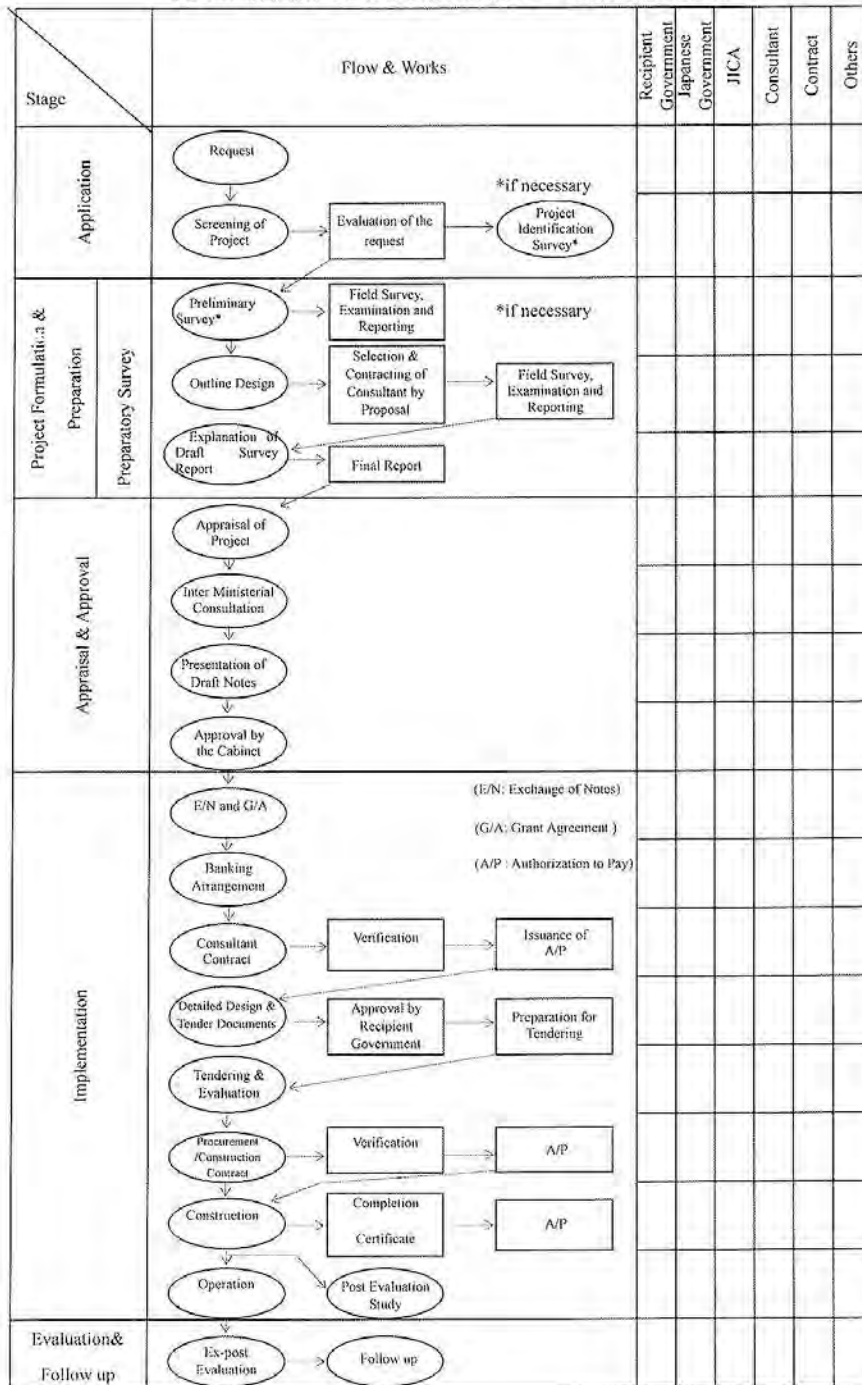 Stage
Flow & Works
Recipient
Government
Japanese
Government
JICA
Consultant
Contract
Others
Application
Request
*if necessary
Screening of
Project
Evaluation of the
request
Project
Identification
Survey*
Project Formulation &
Preparation
Preparatory Survey
Preliminary
Survey*
Field Survey,
Examination and
Reporting
*if necessary
Outline Design
Selection &
Contracting of
Consultant by
Proposal
Field Survey,
Examination and
Reporting
Explanation of
Draft Survey
Report
Final Report
Appraisal & Approval
Appraisal of
Project
Inter Ministerial
Consultation
Presentation of
Draft Notes
Approval by
the Cabinet
Implementation
E/N and G/A
(E/N: Exchange of Notes)
(G/A: Grant Agreement )
(A/P : Authorization to Pay)
Banking
Arrangement
Consultant
Contract
Verification
Issuance of
A/P
Detailed Design &
Tender Documents
Approval by
Recipient
Government
Preparation for
Tendering
Tendering &
Evaluation
Procurement
/Construction
Contract
Verification
A/P
Construction
Completion
Certificate
A/P
Operation
Post Evaluation
Study
Evaluation&
Follow up
Ex-post
Evaluation
Follow up